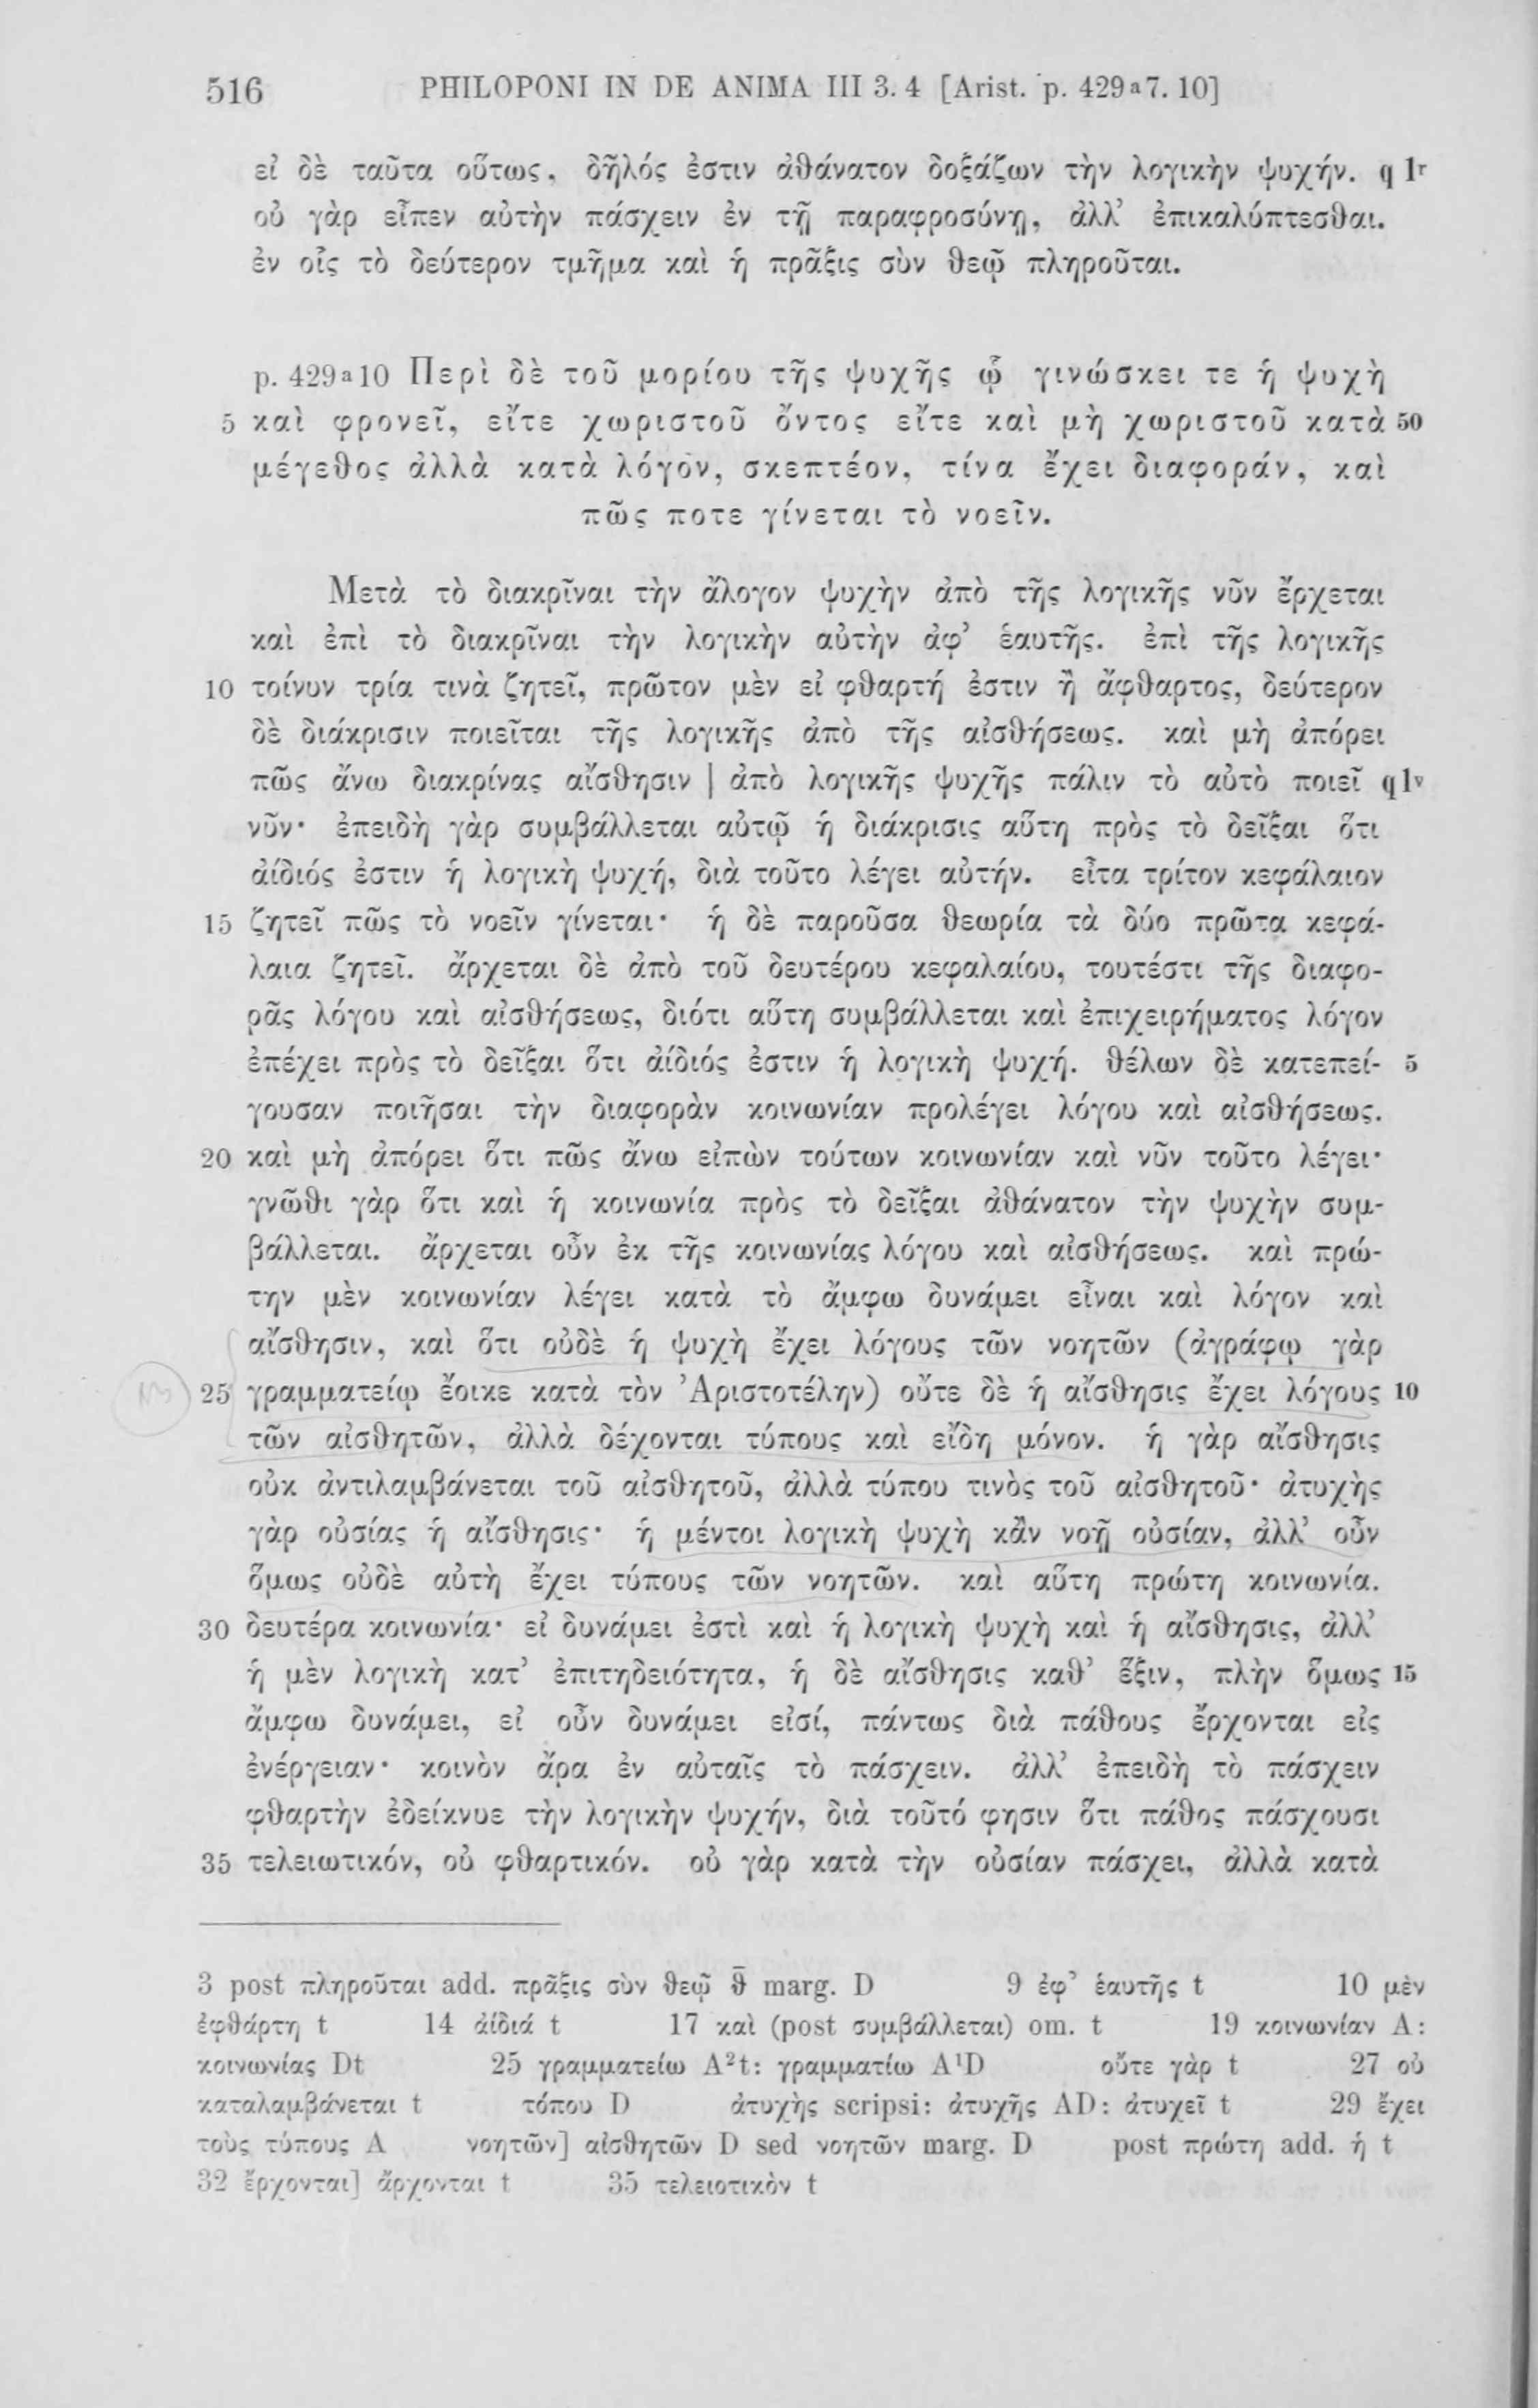 516 PHILOPONI IN DE ANIMA III 3. 4 [Arist. p. 429ᵃ7. 10]
εἰ δὲ ταῦτα οὕτως, δῆλός ἐστιν ἀθάνατον δοξάζων τὴν λογικὴν ψυχήν. q 1ʳ
οὐ γὰρ εἶπεν αὐτὴν πάσχειν ἐν τῇ παραφροσύνῃ, ἀλλ’ ἐπικαλύπτεσθαι.
ἐν οἷς τὸ δεύτερον τμῆμα καὶ ἡ πρᾶξις σὺν θεῷ πληροῦται.
p. 429ᵃ10 Περὶ δὲ τοῦ μορίου τῆς ψυχῆς ᾧ γινώσκει τε ἡ ψυχὴ
5 καὶ φρονεῖ, εἴτε χωριστοῦ ὄντος εἴτε καὶ μὴ χωριστοῦ κατὰ 50
μέγεθος ἀλλὰ κατὰ λόγον, σκεπτέον, τίνα ἔχει διαφοράν, καὶ
πῶς ποτε γίνεται τὸ νοεῖν.
Μετὰ τὸ διακρῖναι τὴν ἄλογον ψυχὴν ἀπὸ τῆς λογικῆς νῦν ἔρχεται
καὶ ἐπὶ τὸ διακρῖναι τὴν λογικὴν αὐτὴν ἀφ’ ἑαυτῆς. ἐπὶ τῆς λογικῆς
10 τοίνυν τρία τινὰ ζητεῖ, πρῶτον μὲν εἰ φθαρτή ἐστιν ἢ ἄφθαρτος, δεύτερον
δὲ διάκρισιν ποιεῖται τῆς λογικῆς ἀπὸ τῆς αἰσθήσεως. καὶ μὴ ἀπόρει
πῶς ἄνω διακρίνας αἴσθησιν | ἀπὸ λογικῆς ψυχῆς πάλιν τὸ αὐτὸ ποιεῖ q 1ᵛ
νῦν· ἐπειδὴ γὰρ συμβάλλεται αὐτῷ ἡ διάκρισις αὕτη πρὸς τὸ δεῖξαι ὅτι
ἀίδιός ἐστιν ἡ λογικὴ ψυχή, διὰ τοῦτο λέγει αὐτήν. εἶτα τρίτον κεφάλαιον
15 ζητεῖ πῶς τὸ νοεῖν γίνεται· ἡ δὲ παροῦσα θεωρία τὰ δύο πρῶτα κεφά-
λαια ζητεῖ. ἄρχεται δὲ ἀπὸ τοῦ δευτέρου κεφαλαίου, τουτέστι τῆς διαφο-
ρᾶς λόγου καὶ αἰσθήσεως, διότι αὕτη συμβάλλεται καὶ ἐπιχειρήματος λόγον
ἐπέχει πρὸς τὸ δεῖξαι ὅτι ἀίδιός ἐστιν ἡ λογικὴ ψυχή. θέλων δὲ κατεπεί- 5
γουσαν ποιῆσαι τὴν διαφορὰν κοινωνίαν προλέγει λόγου καὶ αἰσθήσεως.
20 καὶ μὴ ἀπόρει ὅτι πῶς ἄνω εἰπὼν τούτων κοινωνίαν καὶ νῦν τοῦτο λέγει·
γνῶθι γὰρ ὅτι καὶ ἡ κοινωνία πρὸς τὸ δεῖξαι ἀθάνατον τὴν ψυχὴν συμ-
βάλλεται. ἄρχεται οὖν ἐκ τῆς κοινωνίας λόγου καὶ αἰσθήσεως. καὶ πρώ-
την μὲν κοινωνίαν λέγει κατὰ τὸ ἄμφω δυνάμει εἶναι καὶ λόγον καὶ
αἴσθησιν, καὶ ὅτι οὐδὲ ἡ ψυχὴ ἔχει λόγους τῶν νοητῶν (ἀγράφῳ γὰρ
25 γραμματείῳ ἔοικε κατὰ τὸν Ἀριστοτέλην) οὔτε δὲ ἡ αἴσθησις ἔχει λόγους 10
τῶν αἰσθητῶν, ἀλλὰ δέχονται τύπους καὶ εἴδη μόνον. ἡ γὰρ αἴσθησις
οὐκ ἀντιλαμβάνεται τοῦ αἰσθητοῦ, ἀλλὰ τύπου τινὸς τοῦ αἰσθητοῦ· ἀτυχὴς
γὰρ οὐσίας ἡ αἴσθησις· ἡ μέντοι λογικὴ ψυχὴ κἂν νοῇ οὐσίαν, ἀλλ’ οὖν
ὅμως οὐδὲ αὐτὴ ἔχει τύπους τῶν νοητῶν. καὶ αὕτη πρώτη κοινωνία.
30 δευτέρα κοινωνία· εἰ δυνάμει ἐστὶ καὶ ἡ λογικὴ ψυχὴ καὶ ἡ αἴσθησις, ἀλλ’
ἡ μὲν λογικὴ κατ’ ἐπιτηδειότητα, ἡ δὲ αἴσθησις καθ’ ἕξιν, πλὴν ὅμως 15
ἄμφω δυνάμει, εἰ οὖν δυνάμει εἰσί, πάντως διὰ πάθους ἔρχονται εἰς
ἐνέργειαν· κοινὸν ἄρα ἐν αὐταῖς τὸ πάσχειν. ἀλλ’ ἐπειδὴ τὸ πάσχειν
φθαρτὴν ἐδείκνυε τὴν λογικὴν ψυχήν, διὰ τοῦτό φησιν ὅτι πάθος πάσχουσι
35 τελειωτικόν, οὐ φθαρτικόν. οὐ γὰρ κατὰ τὴν οὐσίαν πάσχει, ἀλλὰ κατὰ
3 post πληροῦται add. πρᾶξις σὺν θεῷ θ̄ marg. D 9 ἐφ’ ἑαυτῆς t 10 μὲν
ἐφθάρτη t 14 ἀίδιά t 17 καὶ (post συμβάλλεται) om. t 19 κοινωνίαν A:
κοινωνίας Dt 25 γραμματείω A²t: γραμματίω A¹D οὔτε γὰρ t 27 οὐ
καταλαμβάνεται t τόπου D ἀτυχὴς scripsi: ἀτυχῆς AD: ἀτυχεῖ t 29 ἔχει
τοὺς τύπους A νοητῶν] αἰσθητῶν D sed νοητῶν marg. D post πρώτη add. ἡ t
32 ἔρχονται] ἄρχονται t 35 τελειοτικὸν t